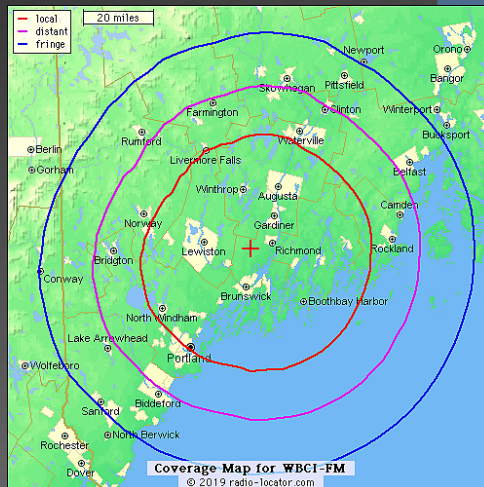 local
distant
fringe
20 miles
Newport
Orono
Bangor
Skowhegan
Pittsfield
Farmington
Clinton
Winterport
Bucksport
Rumford
Waterville
Berlin
Livermore Falls
Belfast
Gorham
Winthrop
Augusta
Camden
Norway
Gardiner
Bridgton
Lewiston
Richmond
Rockland
Conway
Brunswick
Boothbay Harbor
North Windham
Lake Arrowhead
Portland
Wolfeboro
Biddeford
Sanford
Rochester
North Berwick
Dover
Coverage Map for WBCI-FM
© 2019 radio-locator.com